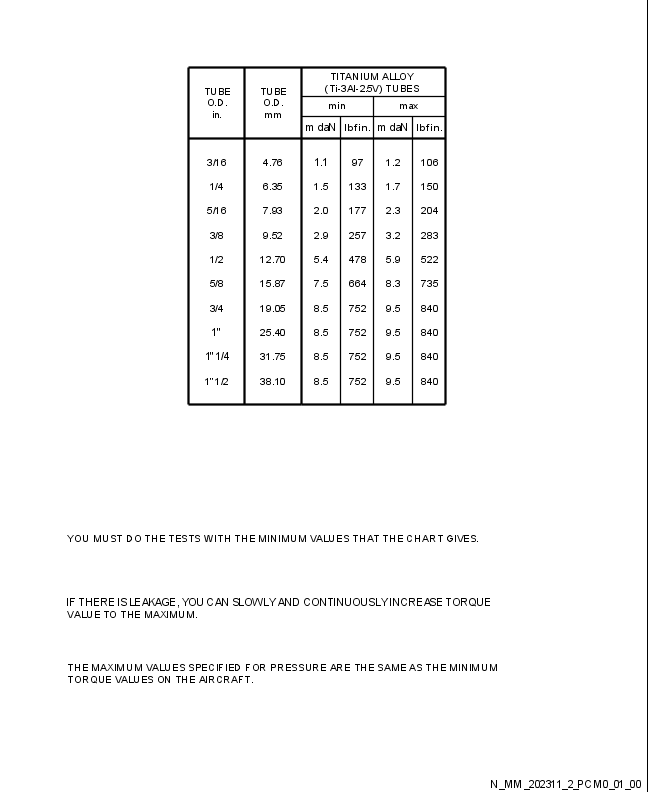 TUBE O.D. in. TUBE O.D. mm TITANIUM ALLOY
(Ti-3Al-2.5V) TUBES
min max
m daN lbfin. m daN lbfin.
3/16 4.76 1.1 97 1.2 106
1/4 6.35 1.5 133 1.7 150
5/16 7.93 2.0 177 2.3 204
3/8 9.52 2.9 257 3.2 283
1/2 12.70 5.4 478 5.9 522
5/8 15.87 7.5 664 8.3 735
3/4 19.05 8.5 752 9.5 840
1" 25.40 8.5 752 9.5 840
1" 1/4 31.75 8.5 752 9.5 840
1" 1/2 38.10 8.5 752 9.5 840
YOU MUST DO THE TESTS WITH THE MINIMUM VALUES THAT THE CHART GIVES.
IF THERE IS LEAKAGE, YOU CAN SLOWLY AND CONTINUOUSLY INCREASE TORQUE
VALUE TO THE MAXIMUM.
THE MAXIMUM VALUES SPECIFIED FOR PRESSURE ARE THE SAME AS THE MINIMUM
TORQUE VALUES ON THE AIRCRAFT.
N_MM_202311_2_PCM0_01_00